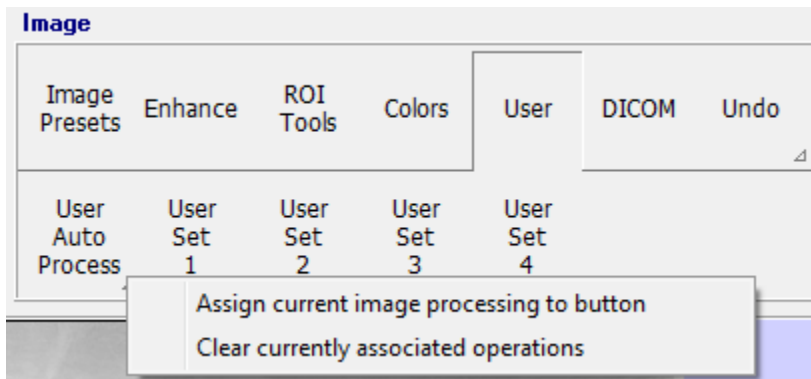 Image
Image Presets Enhance ROI Tools Colors User DICOM Undo
User Auto Process User Set 1 User Set 2 User Set 3 User Set 4
Assign current image processing to button
Clear currently associated operations